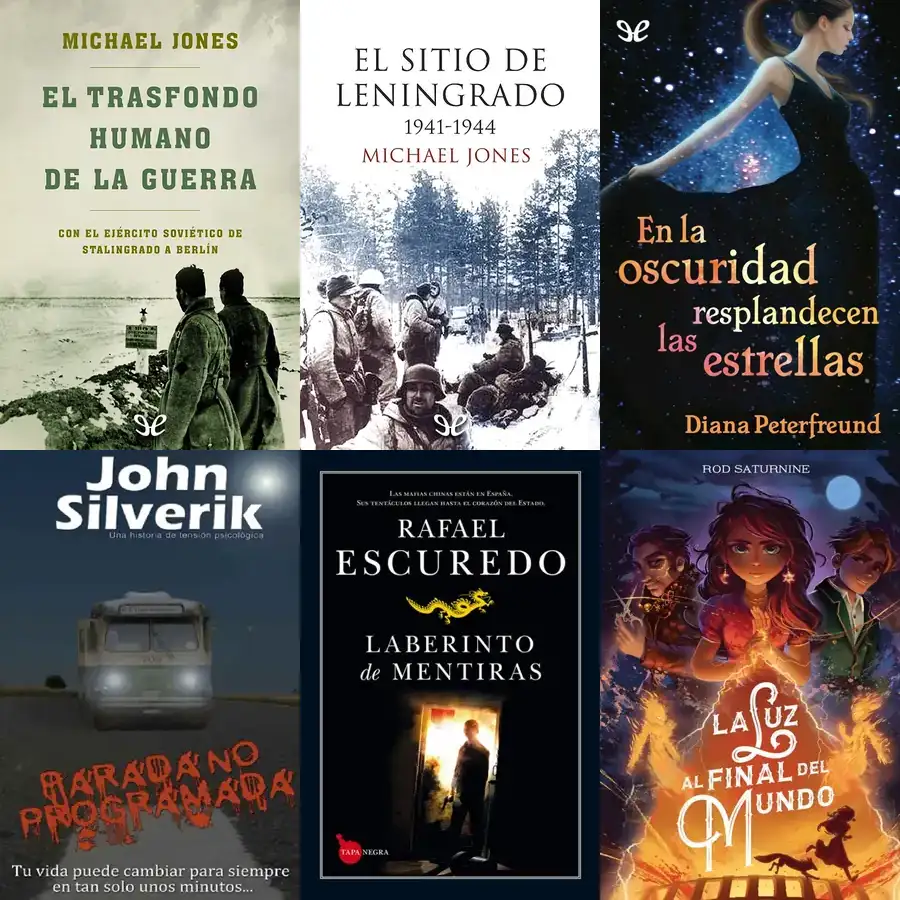 MICHAEL JONES
EL TRASFONDO
HUMANO
DE LA GUERRA
CON EL EJÉRCITO SOVIÉTICO DE
STALINGRADO A BERLÍN
EL SITIO DE
LENINGRADO
1941-1944
MICHAEL JONES
En la
oscuridad
resplandecen
las
estrellas
Diana Peterfreund
John
Silverik
Una historia de tensión psicológica
PARADA NO
PROGRAMADA
Tu vida puede cambiar para siempre
en tan solo unos minutos...
LAS MAFIAS CHINAS ESTÁN EN ESPAÑA.
SUS TENTÁCULOS LLEGAN HASTA EL CORAZÓN DEL ESTADO.
RAFAEL
ESCUREDO
LABERINTO
de MENTIRAS
TAPA NEGRA
ROD SATURNINE
LA LUZ
AL FINAL DEL
MUNDO